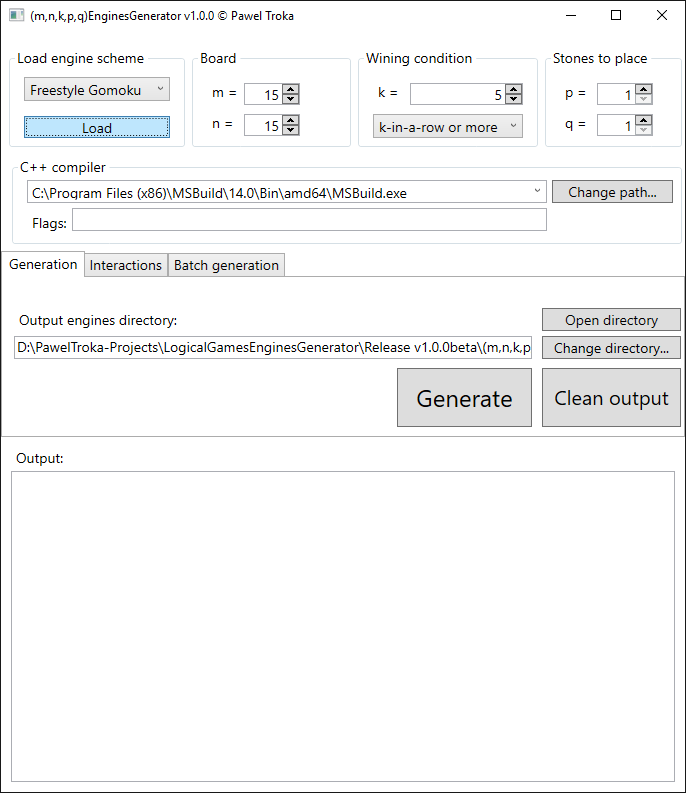 (m,n,k,p,q)EnginesGenerator v1.0.0 © Pawel Troka
Load engine scheme
Freestyle Gomoku
Load
Board
m = 15
n = 15
Wining condition
k = 5
k-in-a-row or more
Stones to place
p = 1
q = 1
C++ compiler
C:\Program Files (x86)\MSBuild\14.0\Bin\amd64\MSBuild.exe
Change path...
Flags:
Generation Interactions Batch generation
Output engines directory:
Open directory
D:\PawelTroka-Projects\LogicalGamesEnginesGenerator\Release v1.0.0beta\(m,n,k,p
Change directory...
Generate
Clean output
Output: